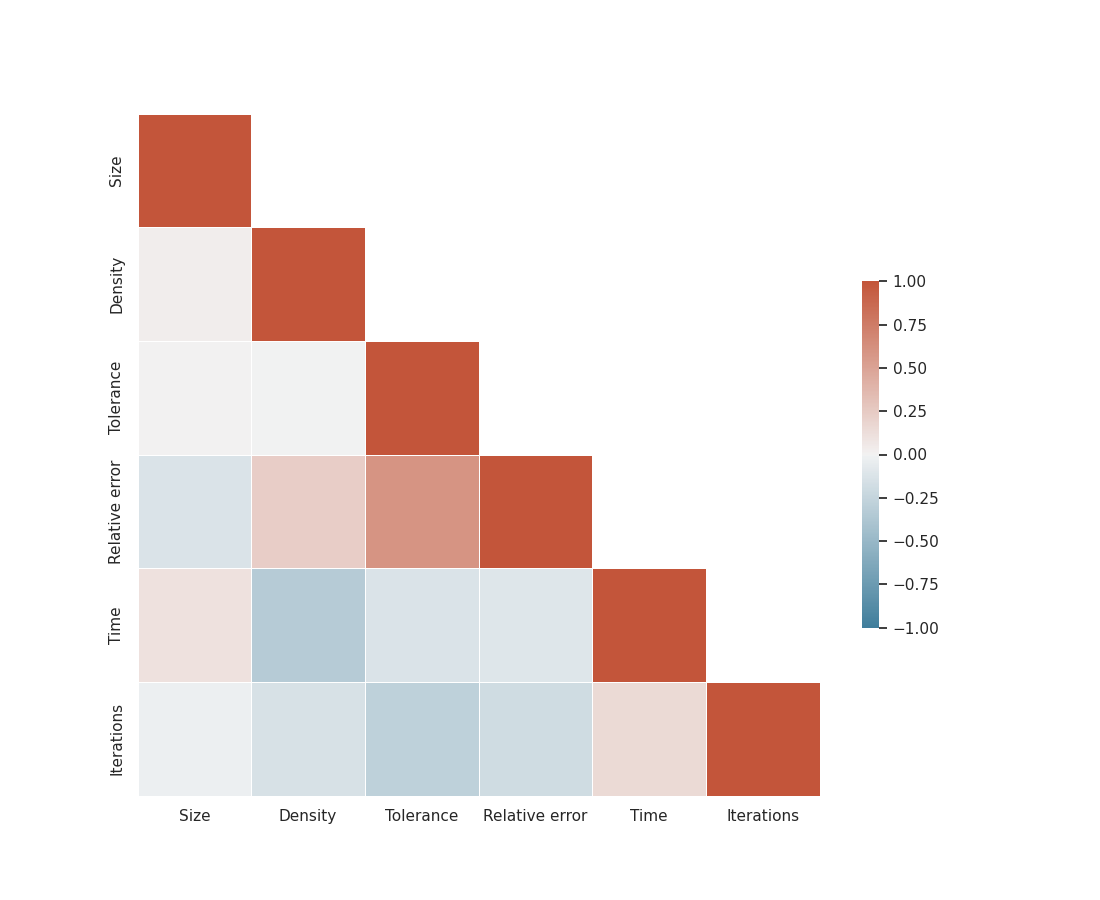 Size
Density
Tolerance
Relative error
Time
Iterations
Size Density Tolerance Relative error Time Iterations
1.00
0.75
0.50
0.25
0.00
−0.25
−0.50
−0.75
−1.00